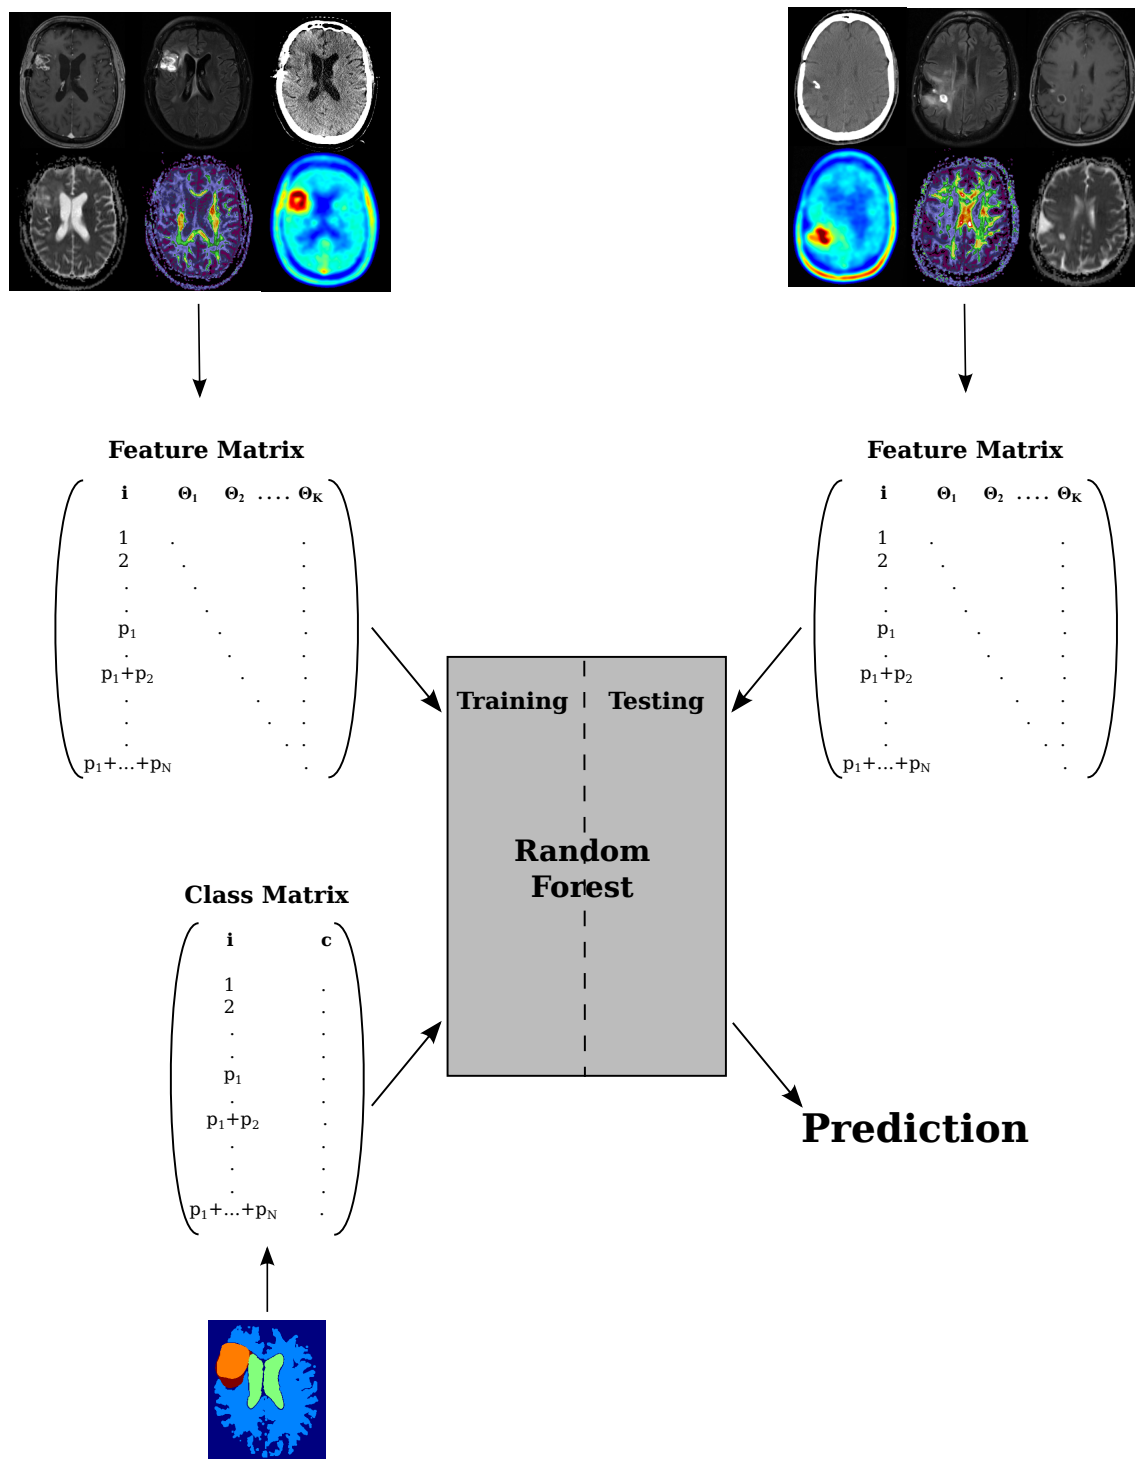 Feature Matrix
i Θ1 Θ2 .... ΘK
1 . .
2 . .
. . .
. . .
p1 . .
. . .
p1+p2 . .
. . .
. . .
. . .
p1+...+pN .
Feature Matrix
i Θ1 Θ2 .... ΘK
1 . .
2 . .
. . .
. . .
p1 . .
. . .
p1+p2 . .
. . .
. . .
. . .
p1+...+pN .
Training Testing
Random
Forest
Class Matrix
i c
1 .
2 .
. .
. .
p1 .
. .
p1+p2 .
. .
. .
. .
p1+...+pN .
Prediction